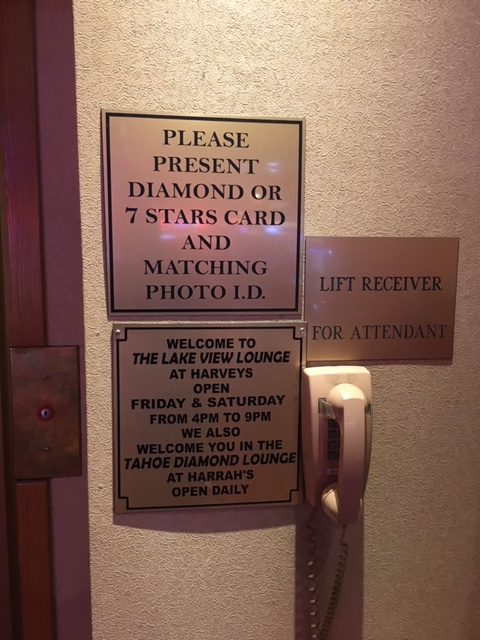 PLEASE
PRESENT
DIAMOND OR
7 STARS CARD
AND
MATCHING
PHOTO I.D.
LIFT RECEIVER
FOR ATTENDANT
WELCOME TO
THE LAKE VIEW LOUNGE
AT HARVEYS
OPEN
FRIDAY & SATURDAY
FROM 4PM TO 9PM
WE ALSO
WELCOME YOU IN THE
TAHOE DIAMOND LOUNGE
AT HARRAH'S
OPEN DAILY